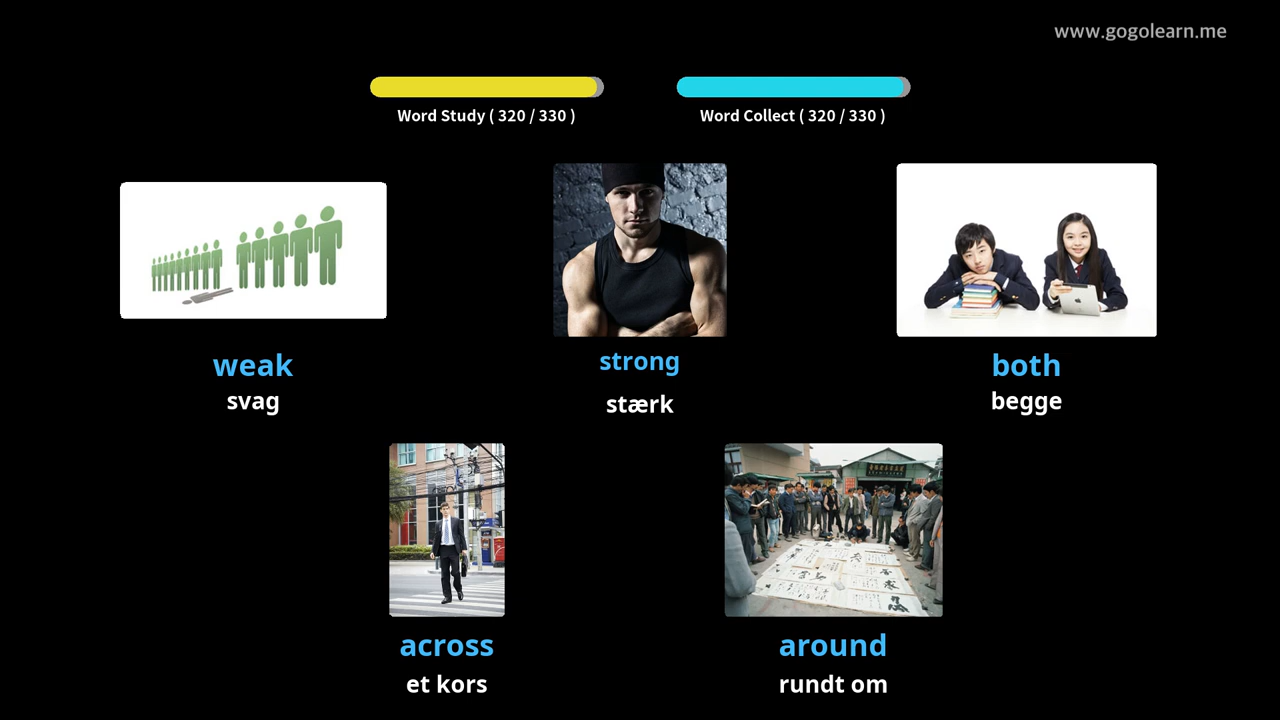 www.gogolearn.me
Word Study ( 320 / 330 )
Word Collect ( 320 / 330 )
weak
svag
strong
stærk
both
begge
across
et kors
around
rundt om